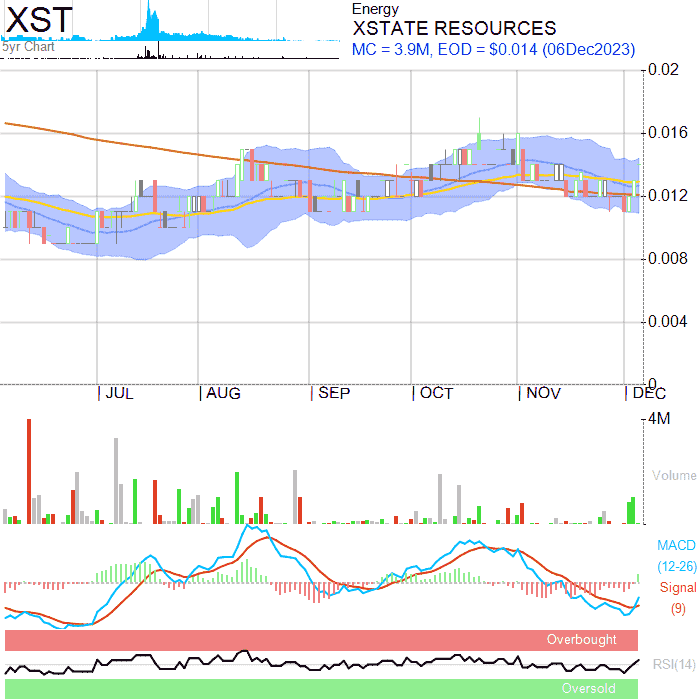 XST
5yr Chart
Energy
XSTATE RESOURCES
MC = 3.9M, EOD = $0.014 (06Dec2023)
0.02
0.016
0.012
0.008
0.004
0
JUL
AUG
SEP
OCT
NOV
DEC
4M
Volume
MACD
(12-26)
Signal
(9)
Overbought
RSI(14)
Oversold